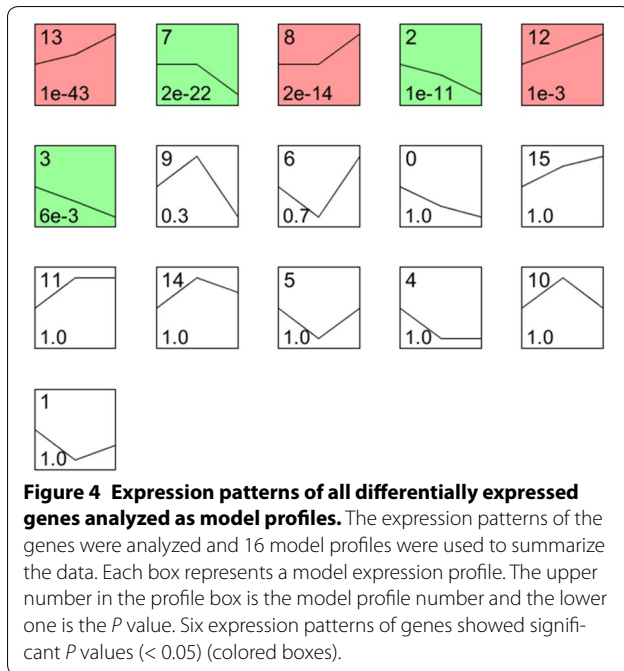 13 7 8 2 12
1e-43 2e-22 2e-14 1e-11 1e-3
3 9 6 0 15
6e-3 0.3 0.7 1.0 1.0
11 14 5 4 10
1.0 1.0 1.0 1.0 1.0
1
1.0
Figure 4 Expression patterns of all differentially expressed
genes analyzed as model profiles. The expression patterns of the
genes were analyzed and 16 model profiles were used to summarize
the data. Each box represents a model expression profile. The upper
number in the profile box is the model profile number and the lower
one is the P value. Six expression patterns of genes showed signifi-
cant P values (< 0.05) (colored boxes).